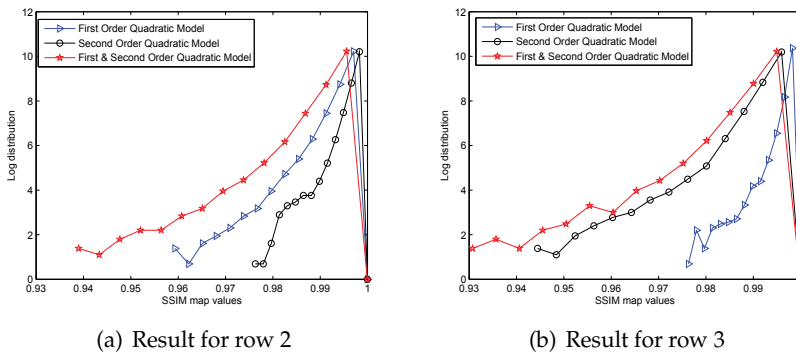 12
10
8
6
4
2
0
Log distribution
First Order Quadratic Model
Second Order Quadratic Model
First & Second Order Quadratic Model
0.93 0.94 0.95 0.96 0.97 0.98 0.99 1
SSIM map values
(a) Result for row 2
12
10
8
6
4
2
0
Log distribution
First Order Quadratic Model
Second Order Quadratic Model
First & Second Order Quadratic Model
0.93 0.94 0.95 0.96 0.97 0.98 0.99
SSIM map values
(b) Result for row 3